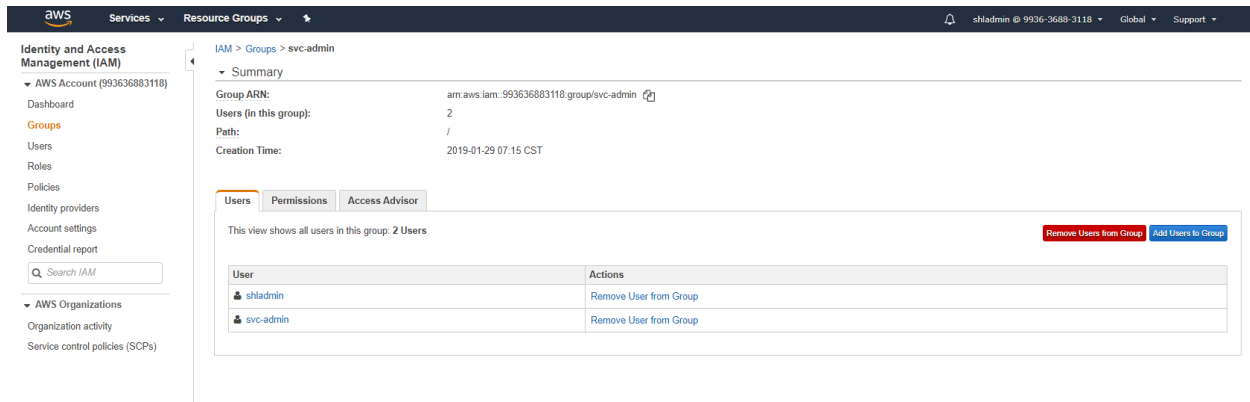 aws Services Resource Groups shladmin @ 9936-3688-3118 Global Support
Identity and Access
Management (IAM)
AWS Account (993636883118)
Dashboard
Groups
Users
Roles
Policies
Identity providers
Account settings
Credential report
Search IAM
AWS Organizations
Organization activity
Service control policies (SCPs)
IAM > Groups > svc-admin
Summary
Group ARN: arn:aws:iam::993636883118:group/svc-admin
Users (in this group): 2
Path: /
Creation Time: 2019-01-29 07:15 CST
Users Permissions Access Advisor
This view shows all users in this group: 2 Users Remove Users from Group Add Users to Group
User Actions
shladmin Remove User from Group
svc-admin Remove User from Group